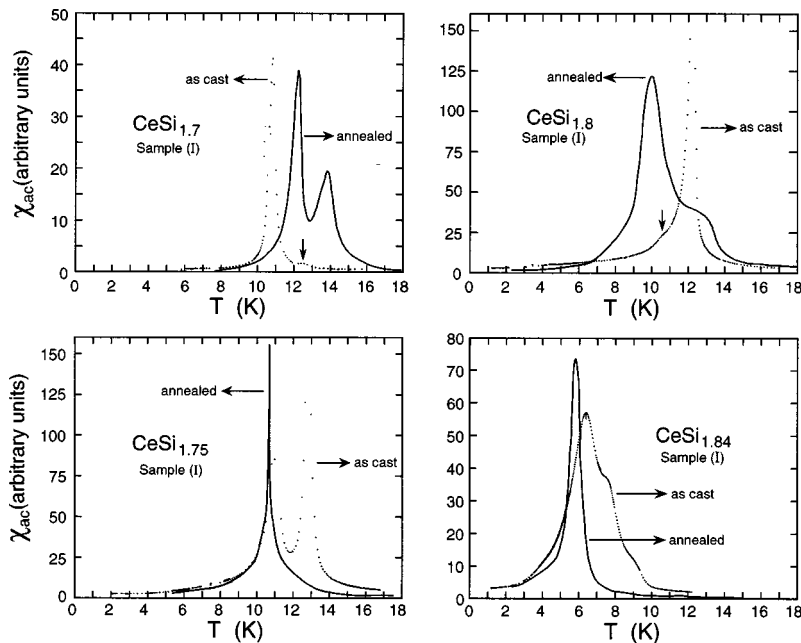 50
40
30
20
10
0
0 2 4 6 8 10 12 14 16 18
χac(arbitrary units)
T (K)
as cast
CeSi1.7
Sample (I)
annealed
150
125
100
75
50
25
0
0 2 4 6 8 10 12 14 16 18
T (K)
annealed
CeSi1.8
Sample (I)
as cast
150
125
100
75
50
25
0
0 2 4 6 8 10 12 14 16 18
χac(arbitrary units)
T (K)
annealed
CeSi1.75
Sample (I)
as cast
80
70
60
50
40
30
20
10
0
0 2 4 6 8 10 12 14 16 18
T (K)
CeSi1.84
Sample (I)
as cast
annealed